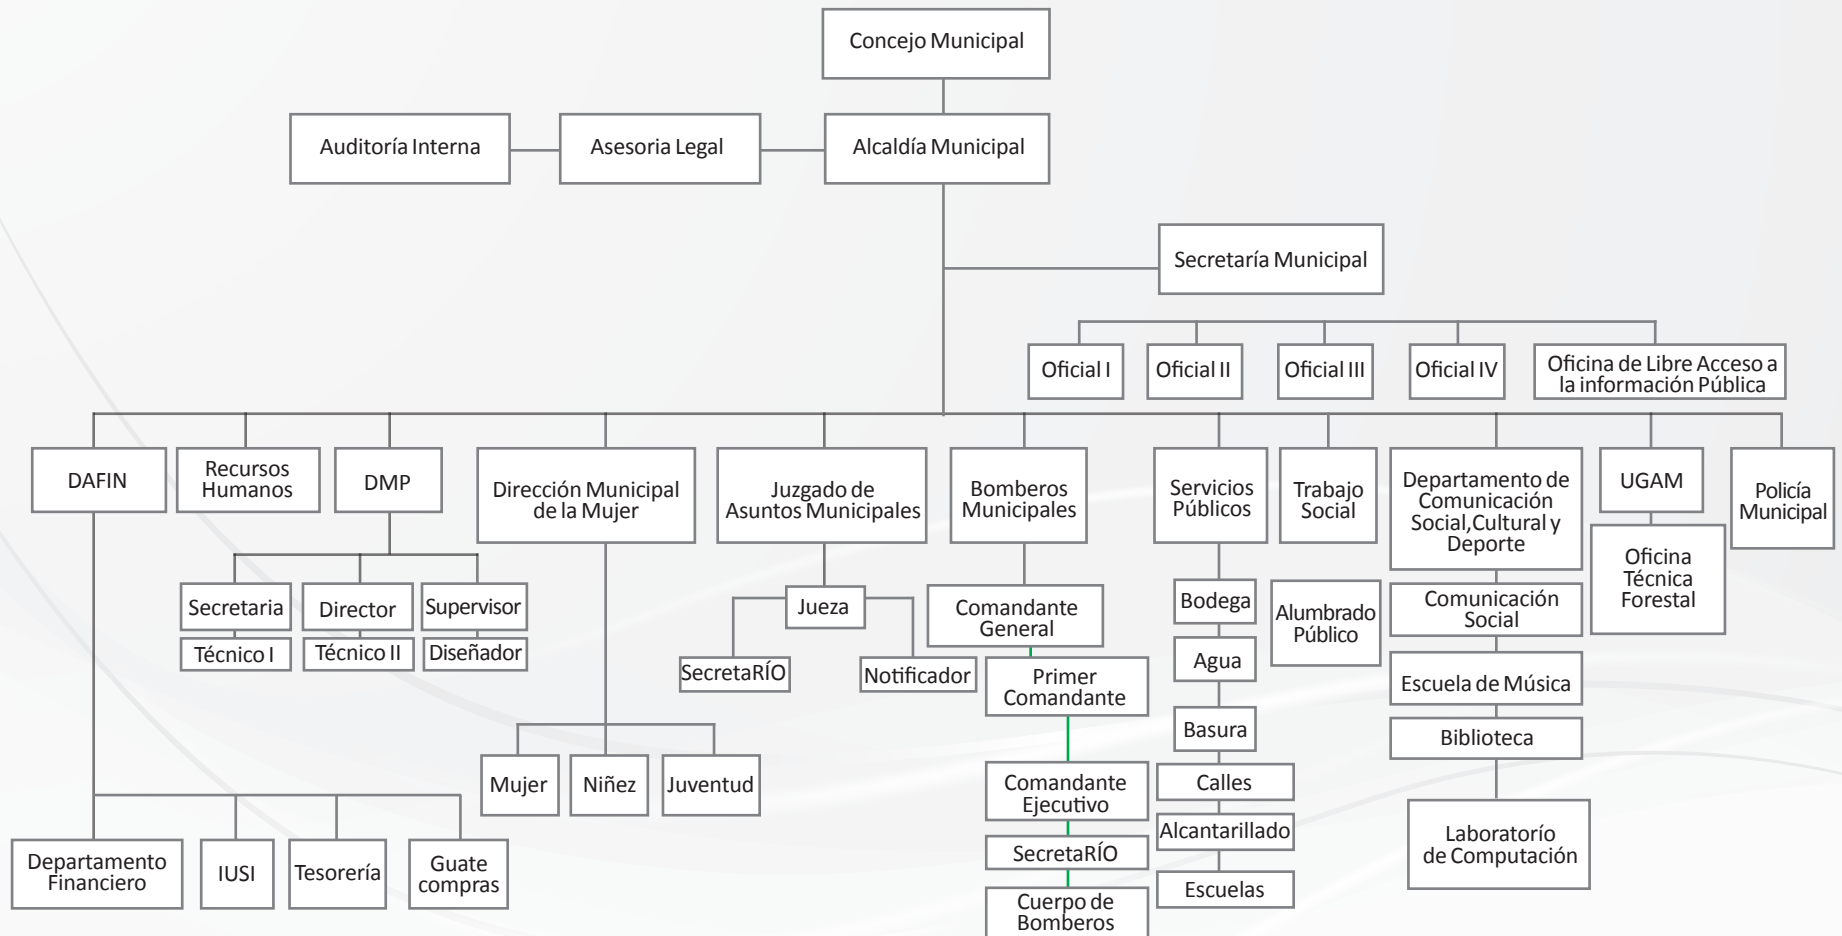 Concejo Municipal
Auditoría Interna
Asesoria Legal
Alcaldía Municipal
Secretaría Municipal
Oficial I
Oficial II
Oficial III
Oficial IV
Oficina de Libre Acceso a
la información Pública
DAFIN
Recursos
Humanos
DMP
Dirección Municipal
de la Mujer
Juzgado de
Asuntos Municipales
Bomberos
Municipales
Servicios
Públicos
Trabajo
Social
Departamento de
Comunicación
Social,Cultural y
Deporte
UGAM
Policía
Municipal
Secretaria
Director
Supervisor
Técnico I
Técnico II
Diseñador
Jueza
SecretaRÍO
Notificador
Mujer
Niñez
Juventud
Departamento
Financiero
IUSI
Tesorería
Guate
compras
Comandante
General
Primer
Comandante
Comandante
Ejecutivo
SecretaRÍO
Cuerpo de
Bomberos
Bodega
Agua
Basura
Calles
Alcantarillado
Escuelas
Alumbrado
Público
Comunicación
Social
Escuela de Música
Biblioteca
Laboratorío
de Computación
Oficina
Técnica
Forestal